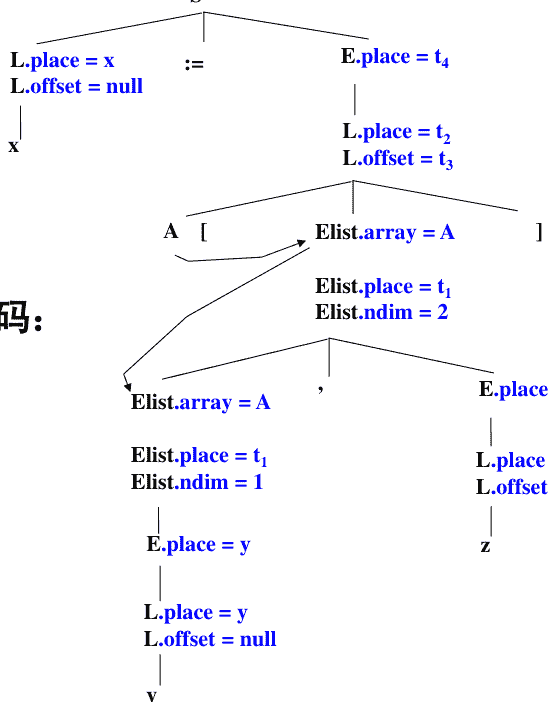 L.place = x
L.offset = null
:=
E.place = t4
x
L.place = t2
L.offset = t3
A [
Elist.array = A
]
Elist.place = t1
Elist.ndim = 2
码：
Elist.array = A
,
E.place
Elist.place = t1
Elist.ndim = 1
L.place
L.offset
E.place = y
z
L.place = y
L.offset = null
v